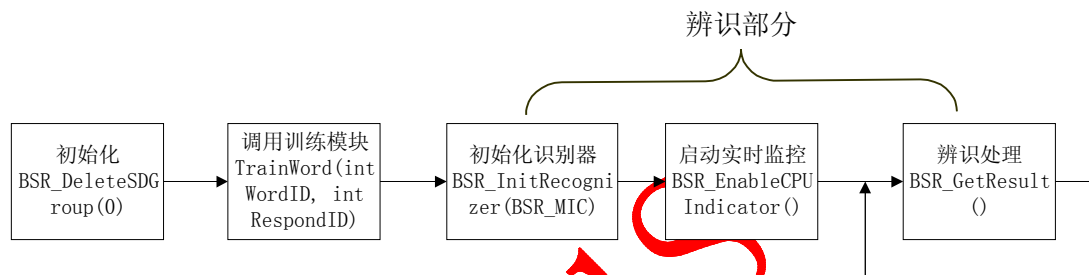 辨识部分
初始化
BSR_DeleteSDG
roup(0)
调用训练模块
TrainWord(int
WordID, int
RespondID)
初始化识别器
BSR_InitRecogni
zer(BSR_MIC)
启动实时监控
BSR_EnableCPU
Indicator()
辨识处理
BSR_GetResult
()